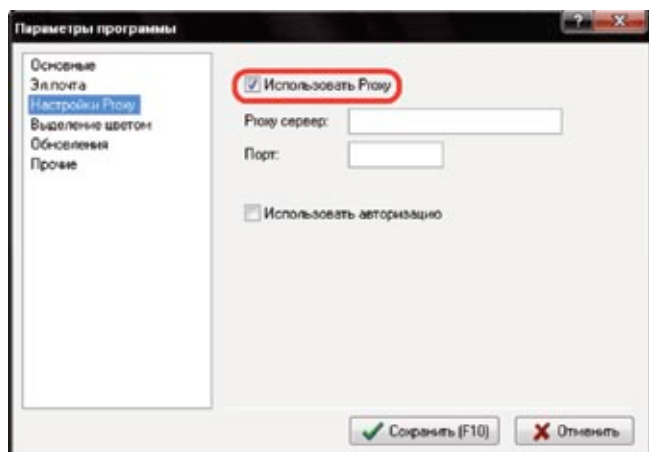 Параметры программы
?
X
Основные
Эл.почта
Настройки Proxy
Выделение цветом
Обновления
Прочие
Использовать Proxy
Proxy сервер:
Порт:
Использовать авторизацию
Сохранить (F10)
Отменить